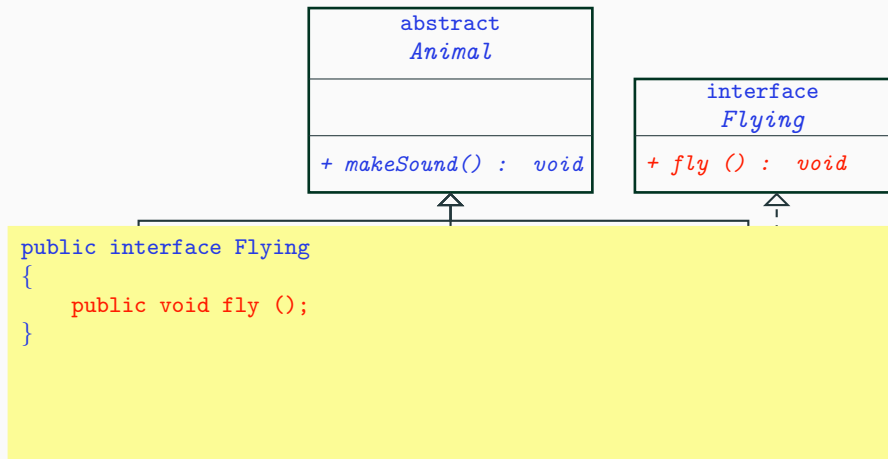 abstract
Animal
+ makeSound() : void
interface
Flying
+ fly () : void
public interface Flying
{
    public void fly ();
}